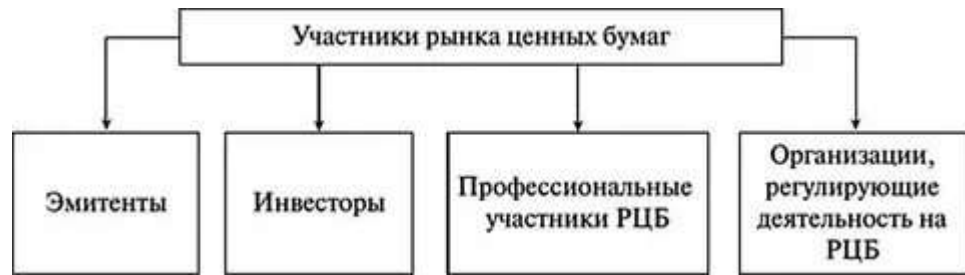 Участники рынка ценных бумаг
Эмитенты
Инвесторы
Профессиональные
участники РЦБ
Организации,
регулирующие
деятельность на
РЦБ